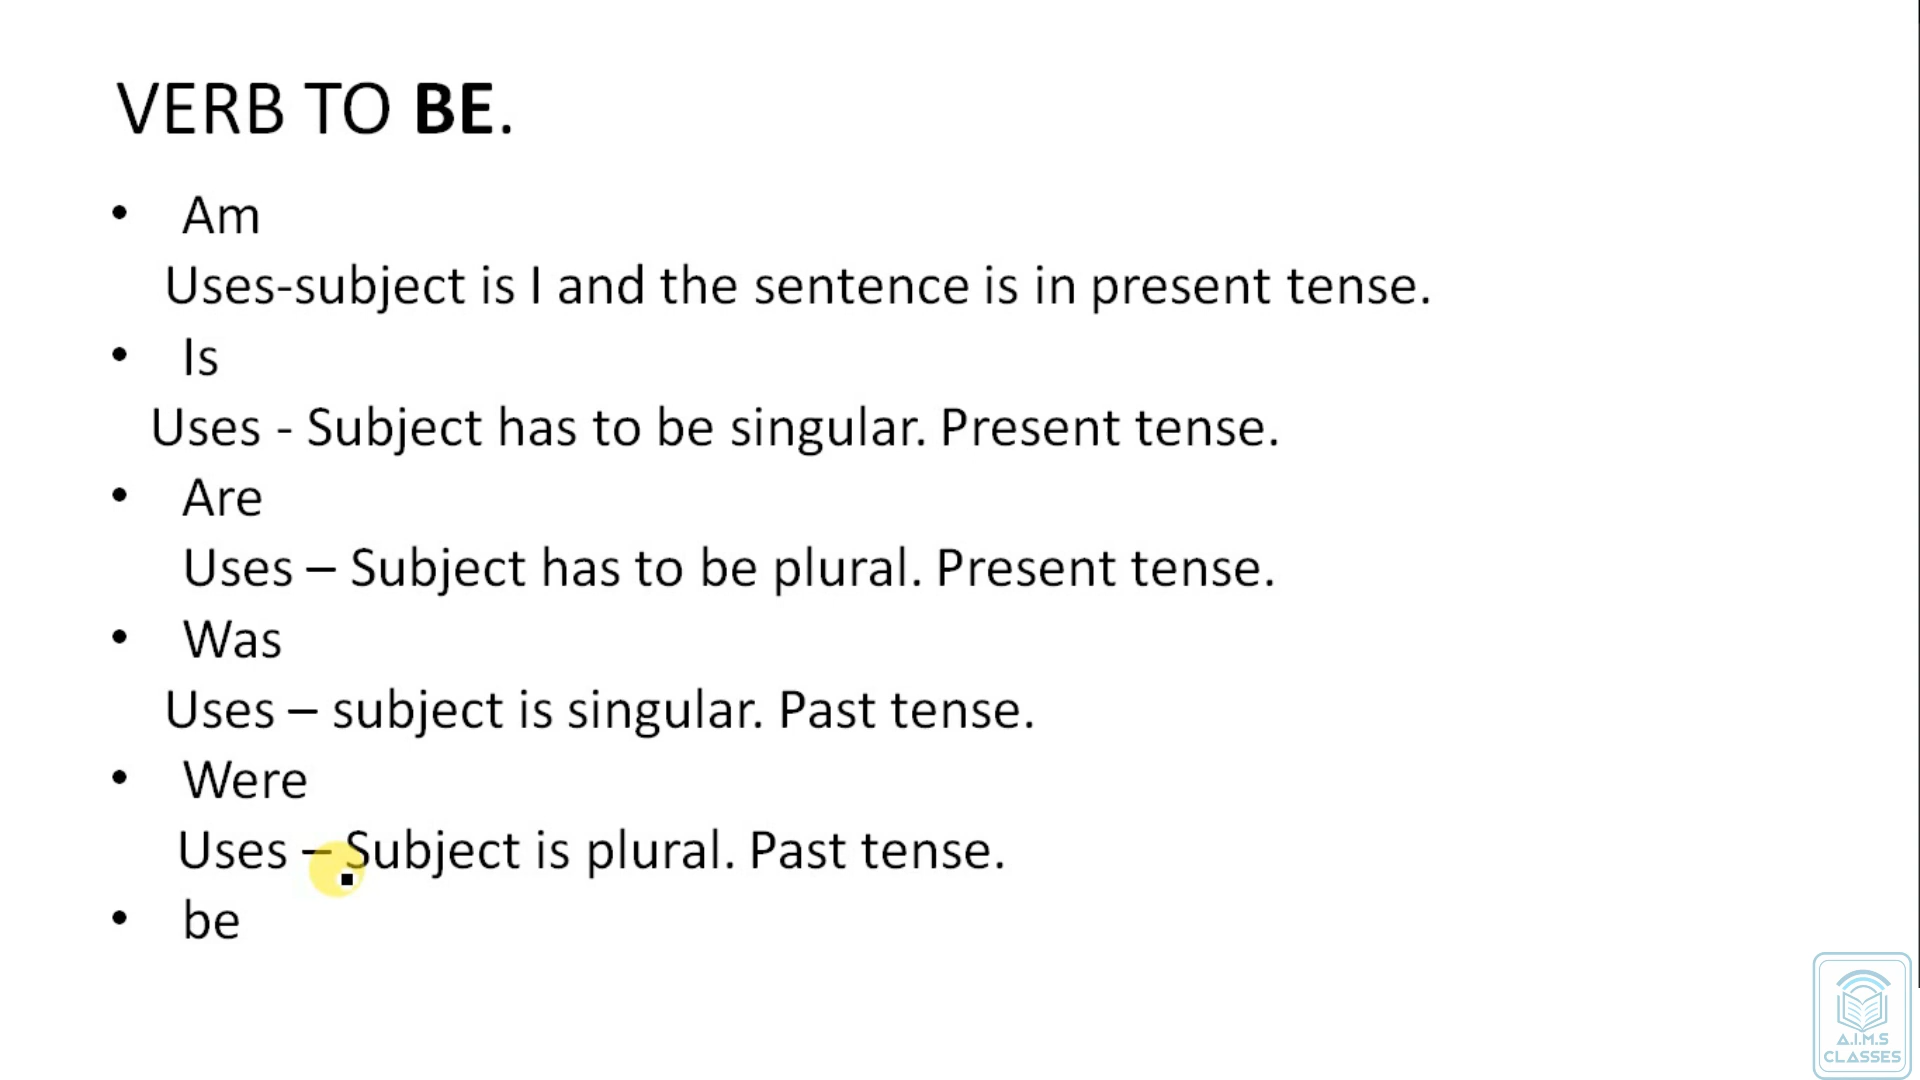 VERB TO BE.
• Am
Uses-subject is I and the sentence is in present tense.
• Is
Uses - Subject has to be singular. Present tense.
• Are
Uses – Subject has to be plural. Present tense.
• Was
Uses – subject is singular. Past tense.
• Were
Uses – Subject is plural. Past tense.
• be
A.I.M.S
CLASSES